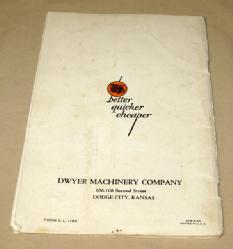 better
quicker
cheaper
DWYER MACHINERY COMPANY
106-108 Second Street
DODGE CITY, KANSAS